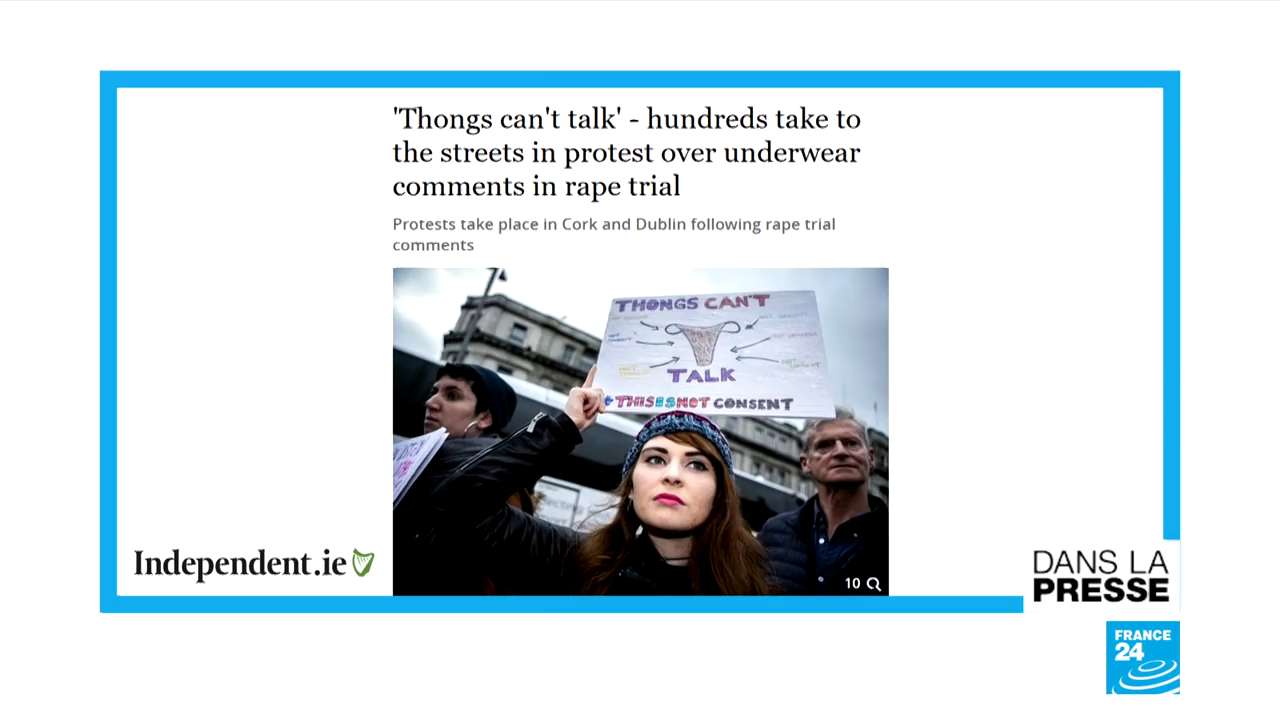 'Thongs can't talk' - hundreds take to
the streets in protest over underwear
comments in rape trial
Protests take place in Cork and Dublin following rape trial
comments
THONGS CAN'T
TALK
#THISISNOT CONSENT
10
Independent.ie
DANS LA
PRESSE
FRANCE
24